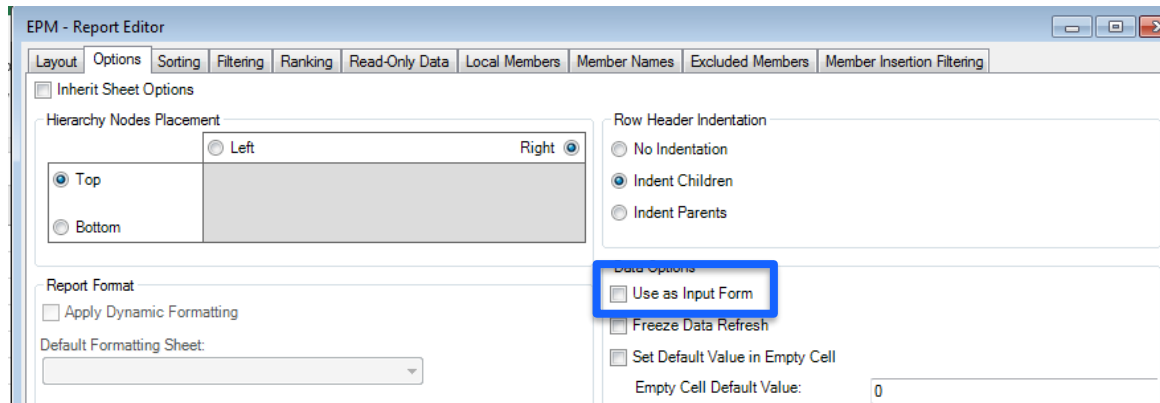 EPM - Report Editor
Layout Options Sorting Filtering Ranking Read-Only Data Local Members Member Names Excluded Members Member Insertion Filtering
Inherit Sheet Options
Hierarchy Nodes Placement
Left Right
Top
Bottom
Row Header Indentation
No Indentation
Indent Children
Indent Parents
Report Format
Apply Dynamic Formatting
Default Formatting Sheet:
Data Options
Use as Input Form
Freeze Data Refresh
Set Default Value in Empty Cell
Empty Cell Default Value: 0